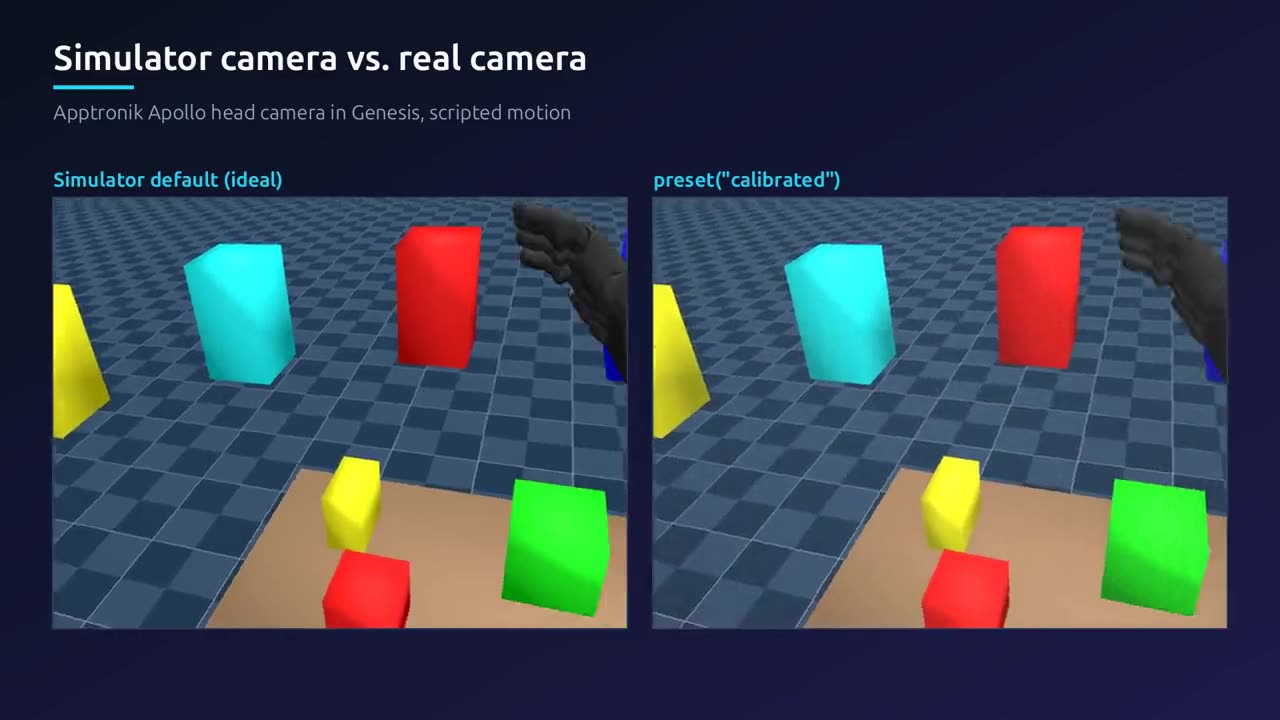 Simulator camera vs. real camera
Apptronik Apollo head camera in Genesis, scripted motion
Simulator default (ideal)
preset("calibrated")